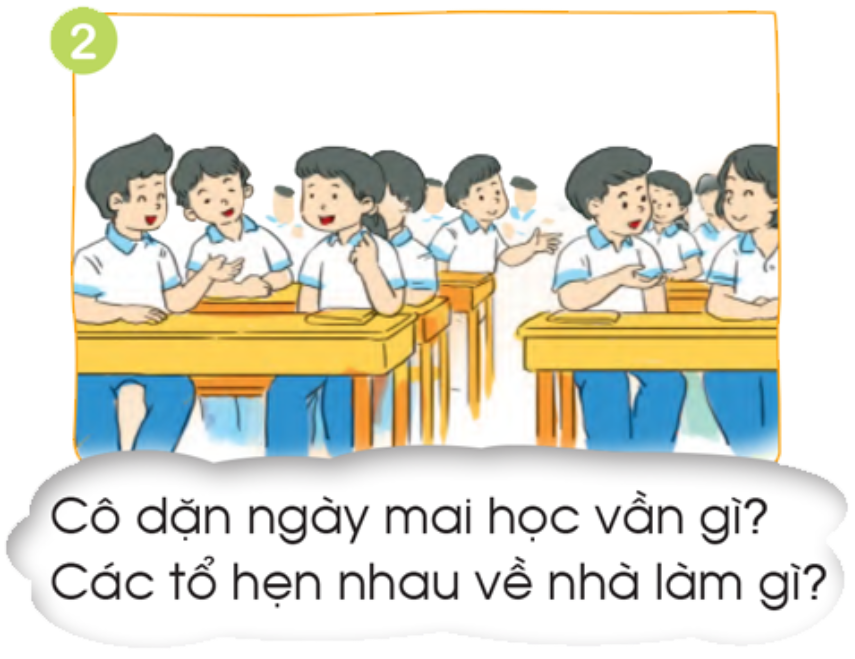 2
Cô dặn ngày mai học vần gì?
Các tổ hẹn nhau về nhà làm gì?